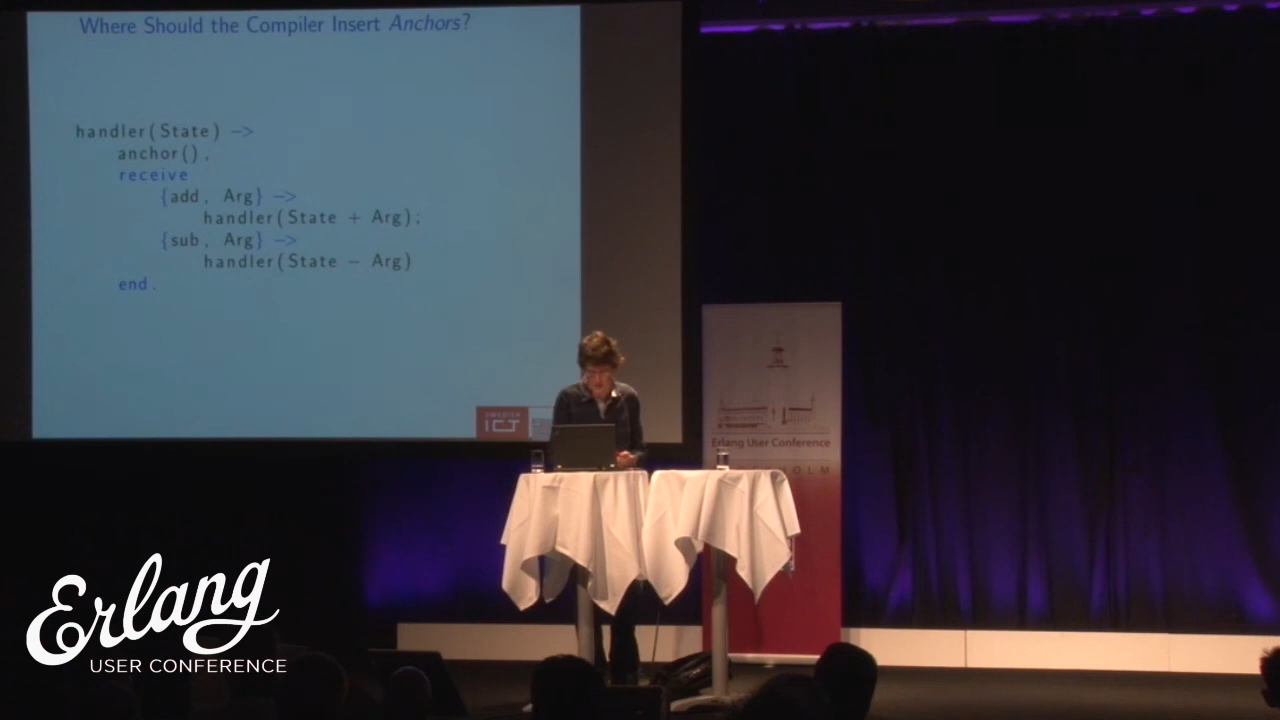 Where Should the Compiler Insert Anchors?
handler(State) ->
anchor(),
receive
{add, Arg} ->
handler(State + Arg);
{sub, Arg} ->
handler(State - Arg)
end.
SWEDISH
ICT
Erlang User Conference
Erlang
USER CONFERENCE